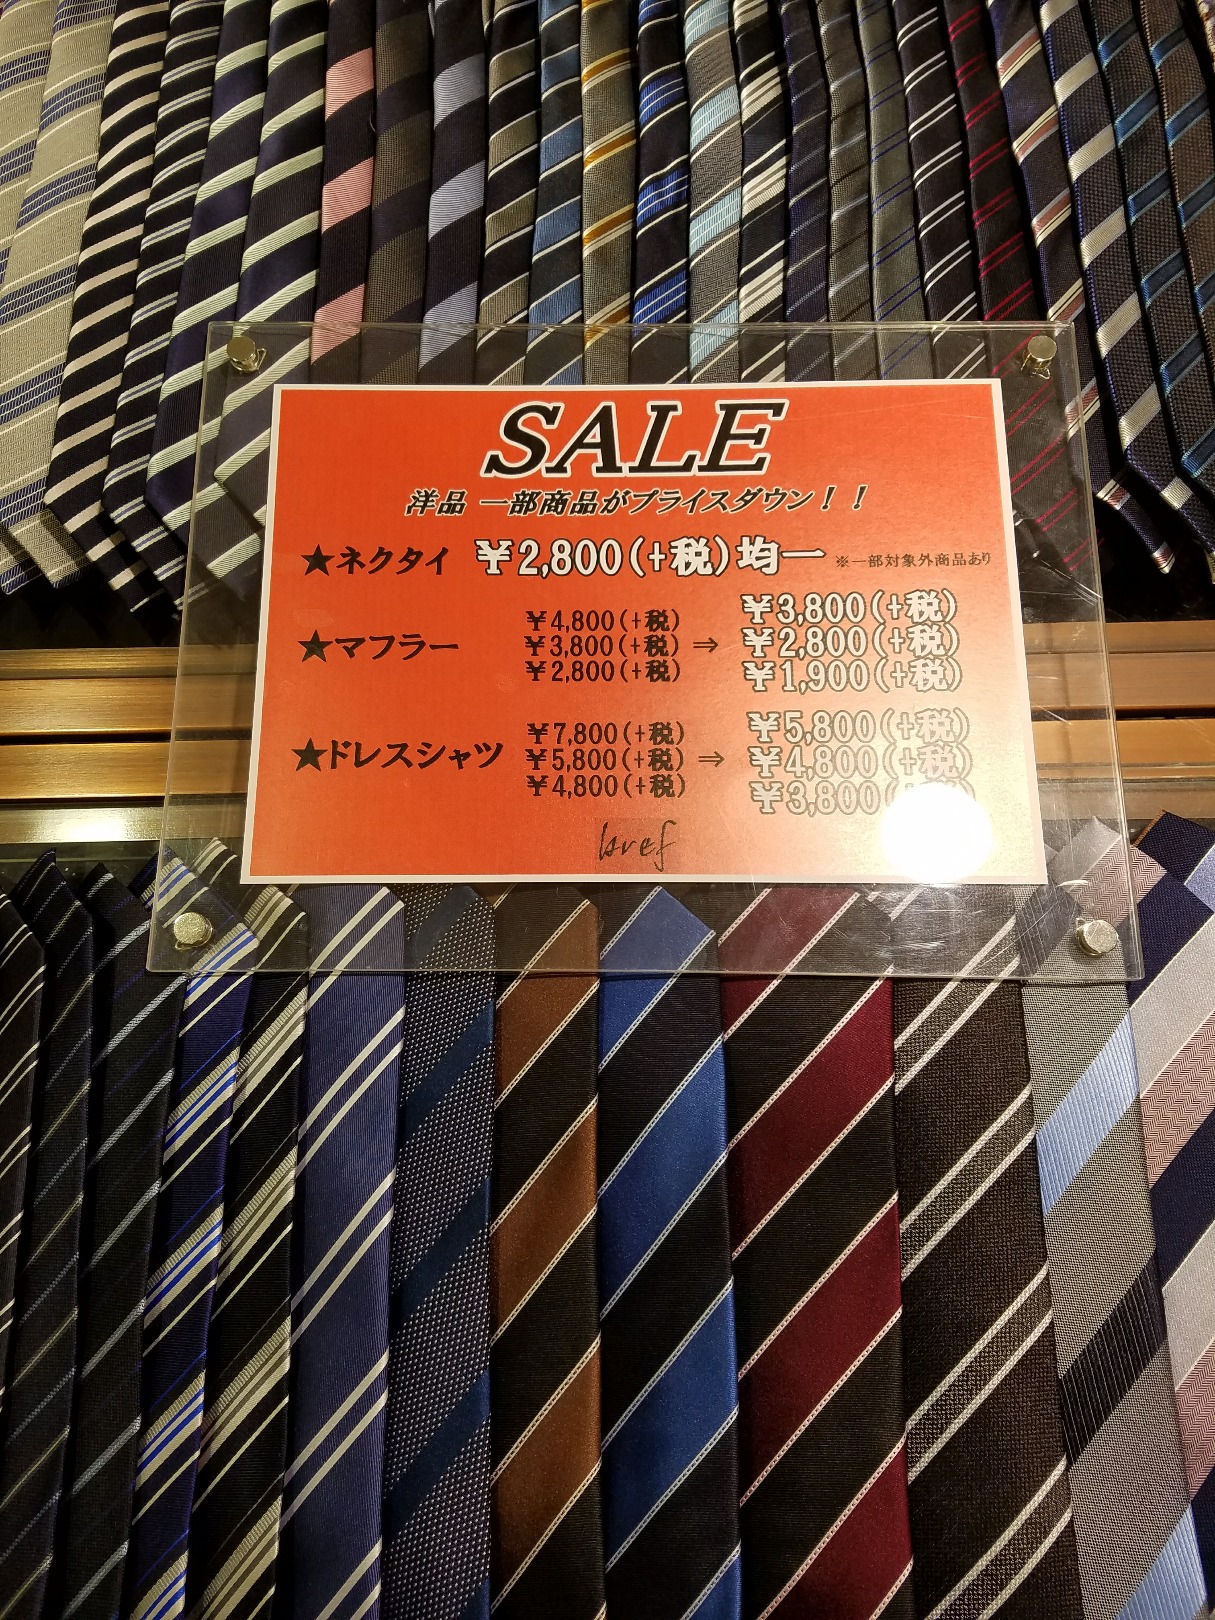 SALE
洋品 一部商品がプライスダウン！！
★ネクタイ ￥2,800(+税)均一 ※一部対象外商品あり
★マフラー
￥4,800(+税)
￥3,800(+税)
￥2,800(+税)
⇒
￥3,800(+税)
￥2,800(+税)
￥1,900(+税)
★ドレスシャツ
￥7,800(+税)
￥5,800(+税)
￥4,800(+税)
⇒
￥5,800(+税)
￥4,800(+税)
￥3,800(
bref